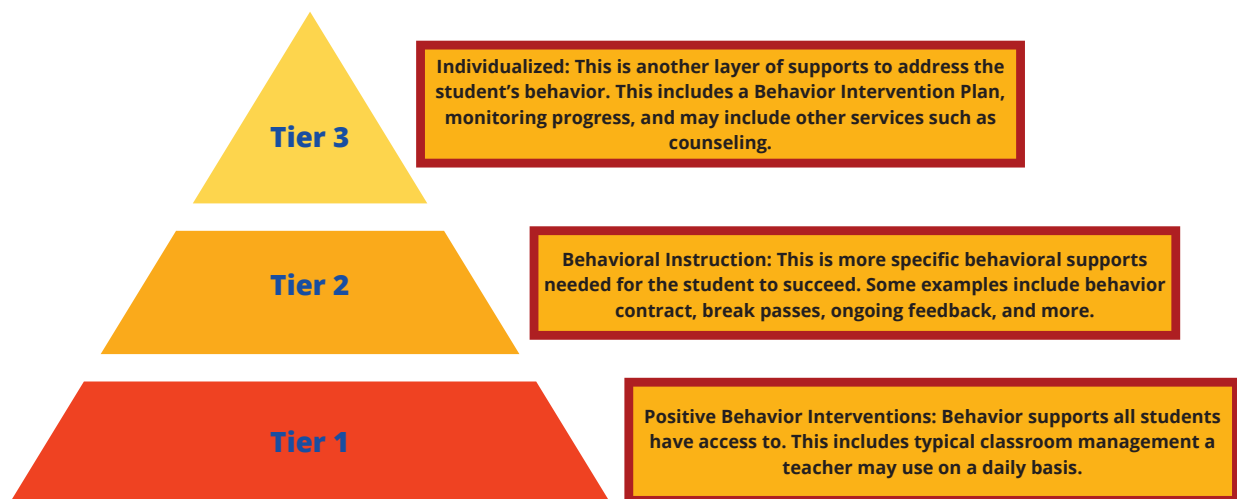 Tier 3
Individualized: This is another layer of supports to address the
student’s behavior. This includes a Behavior Intervention Plan,
monitoring progress, and may include other services such as
counseling.
Tier 2
Behavioral Instruction: This is more specific behavioral supports
needed for the student to succeed. Some examples include behavior
contract, break passes, ongoing feedback, and more.
Tier 1
Positive Behavior Interventions: Behavior supports all students
have access to. This includes typical classroom management a
teacher may use on a daily basis.